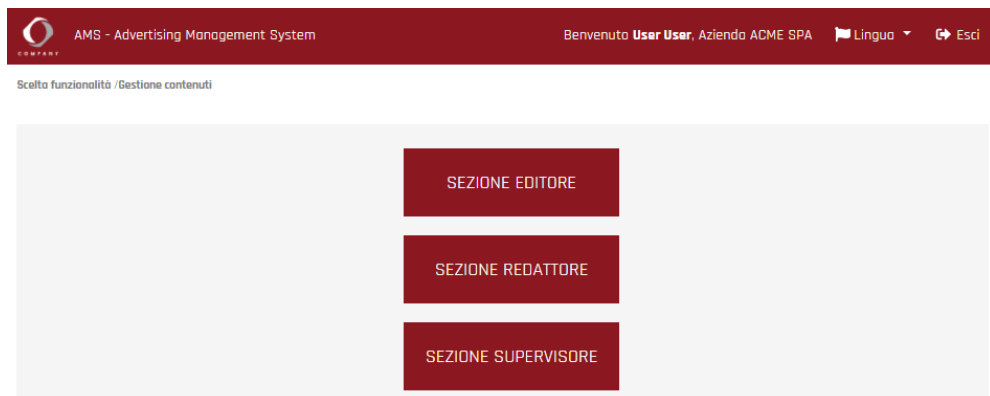 AMS - Advertising Management System
Benvenuto User User, Azienda ACME SPA
Lingua
Esci
COMPANY
Scelta funzionalità /Gestione contenuti
SEZIONE EDITORE
SEZIONE REDATTORE
SEZIONE SUPERVISORE